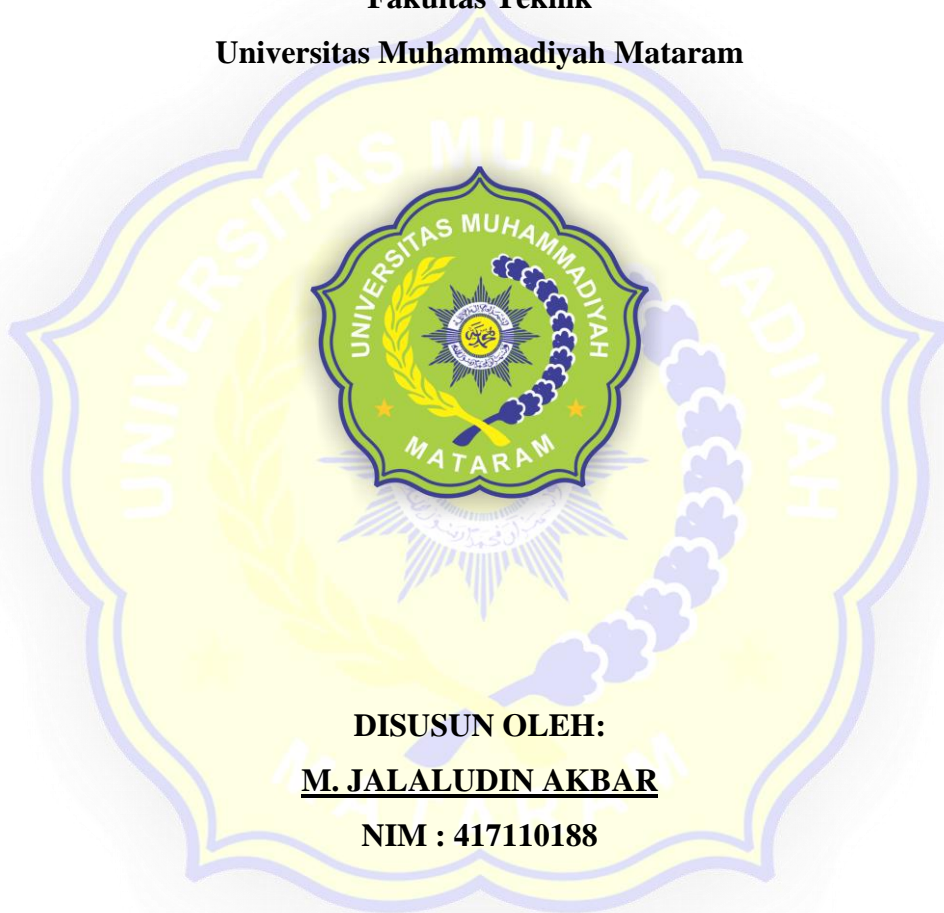 Fakultas Teknik
Universitas Muhammadiyah Mataram
UNIVERSITAS MUHAMMADIYAH
MATARAM
DISUSUN OLEH:
M. JALALUDIN AKBAR
NIM : 417110188